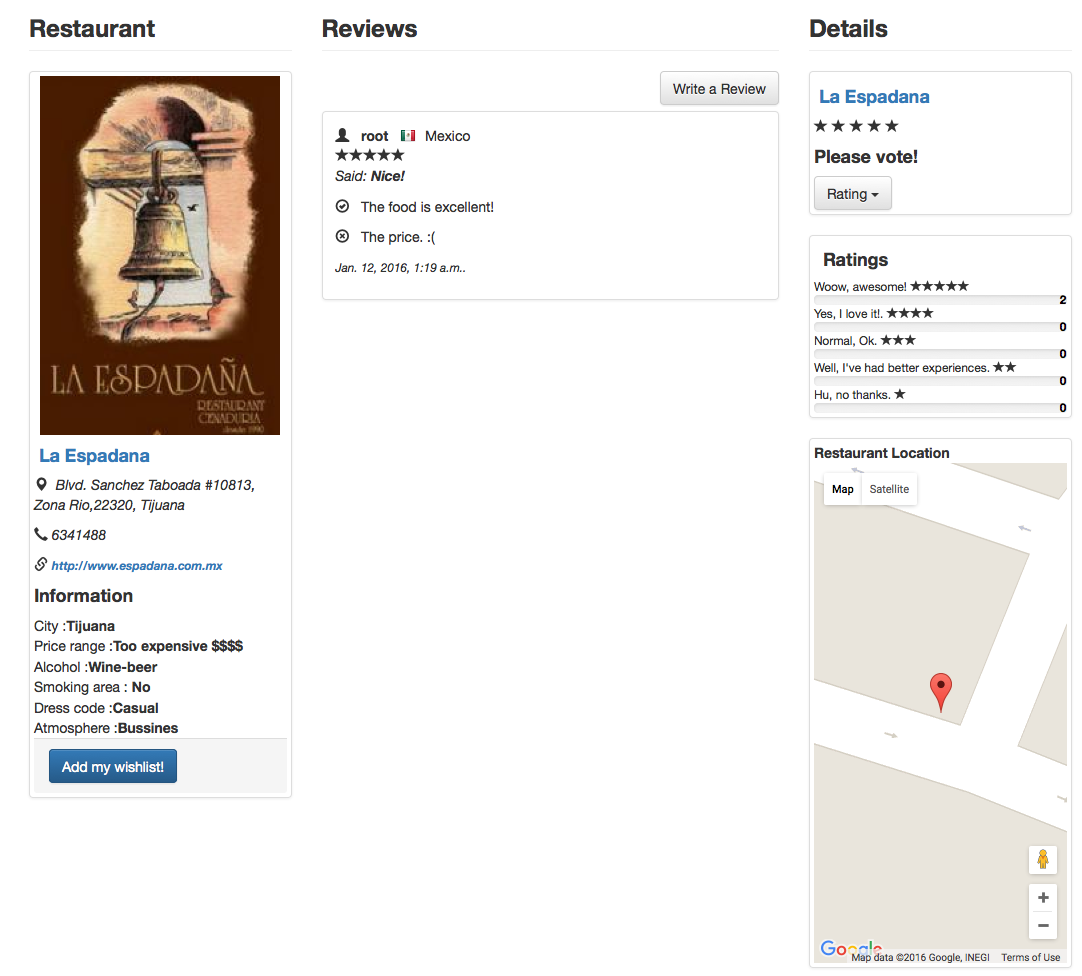 Restaurant
LA ESPADAÑA
RESTAURANT
CENADURIA
desde 1990
La Espadana
Blvd. Sanchez Taboada #10813,
Zona Rio,22320, Tijuana
6341488
http://www.espadana.com.mx
Information
City :Tijuana
Price range :Too expensive $$$$
Alcohol :Wine-beer
Smoking area : No
Dress code :Casual
Atmosphere :Bussines
Add my wishlist!
Reviews
Write a Review
root Mexico
★★★★★
Said: Nice!
The food is excellent!
The price. :(
Jan. 12, 2016, 1:19 a.m..
Details
La Espadana
★★★★★
Please vote!
Rating
Ratings
Woow, awesome! ★★★★★
2
Yes, I love it!. ★★★★
0
Normal, Ok. ★★★
0
Well, I've had better experiences. ★★
0
Hu, no thanks. ★
0
Restaurant Location
Map Satellite
+
−
Google
Map data ©2016 Google, INEGI Terms of Use